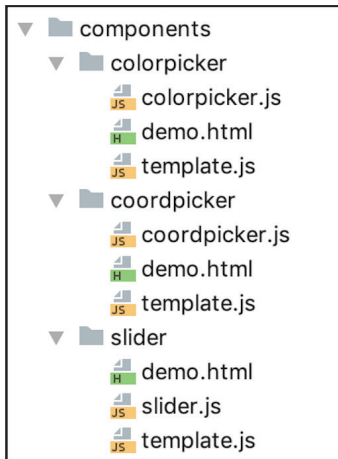 components
colorpicker
JS colorpicker.js
H demo.html
JS template.js
coordpicker
JS coordpicker.js
H demo.html
JS template.js
slider
H demo.html
JS slider.js
JS template.js